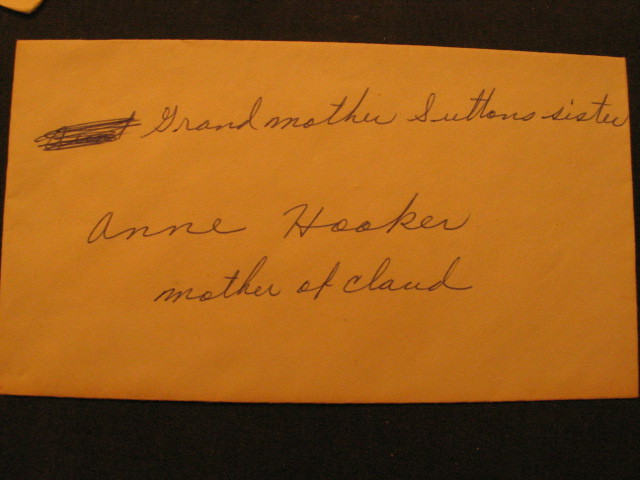 Grandmother Suttons sister
Anne Hooker
mother of Claud